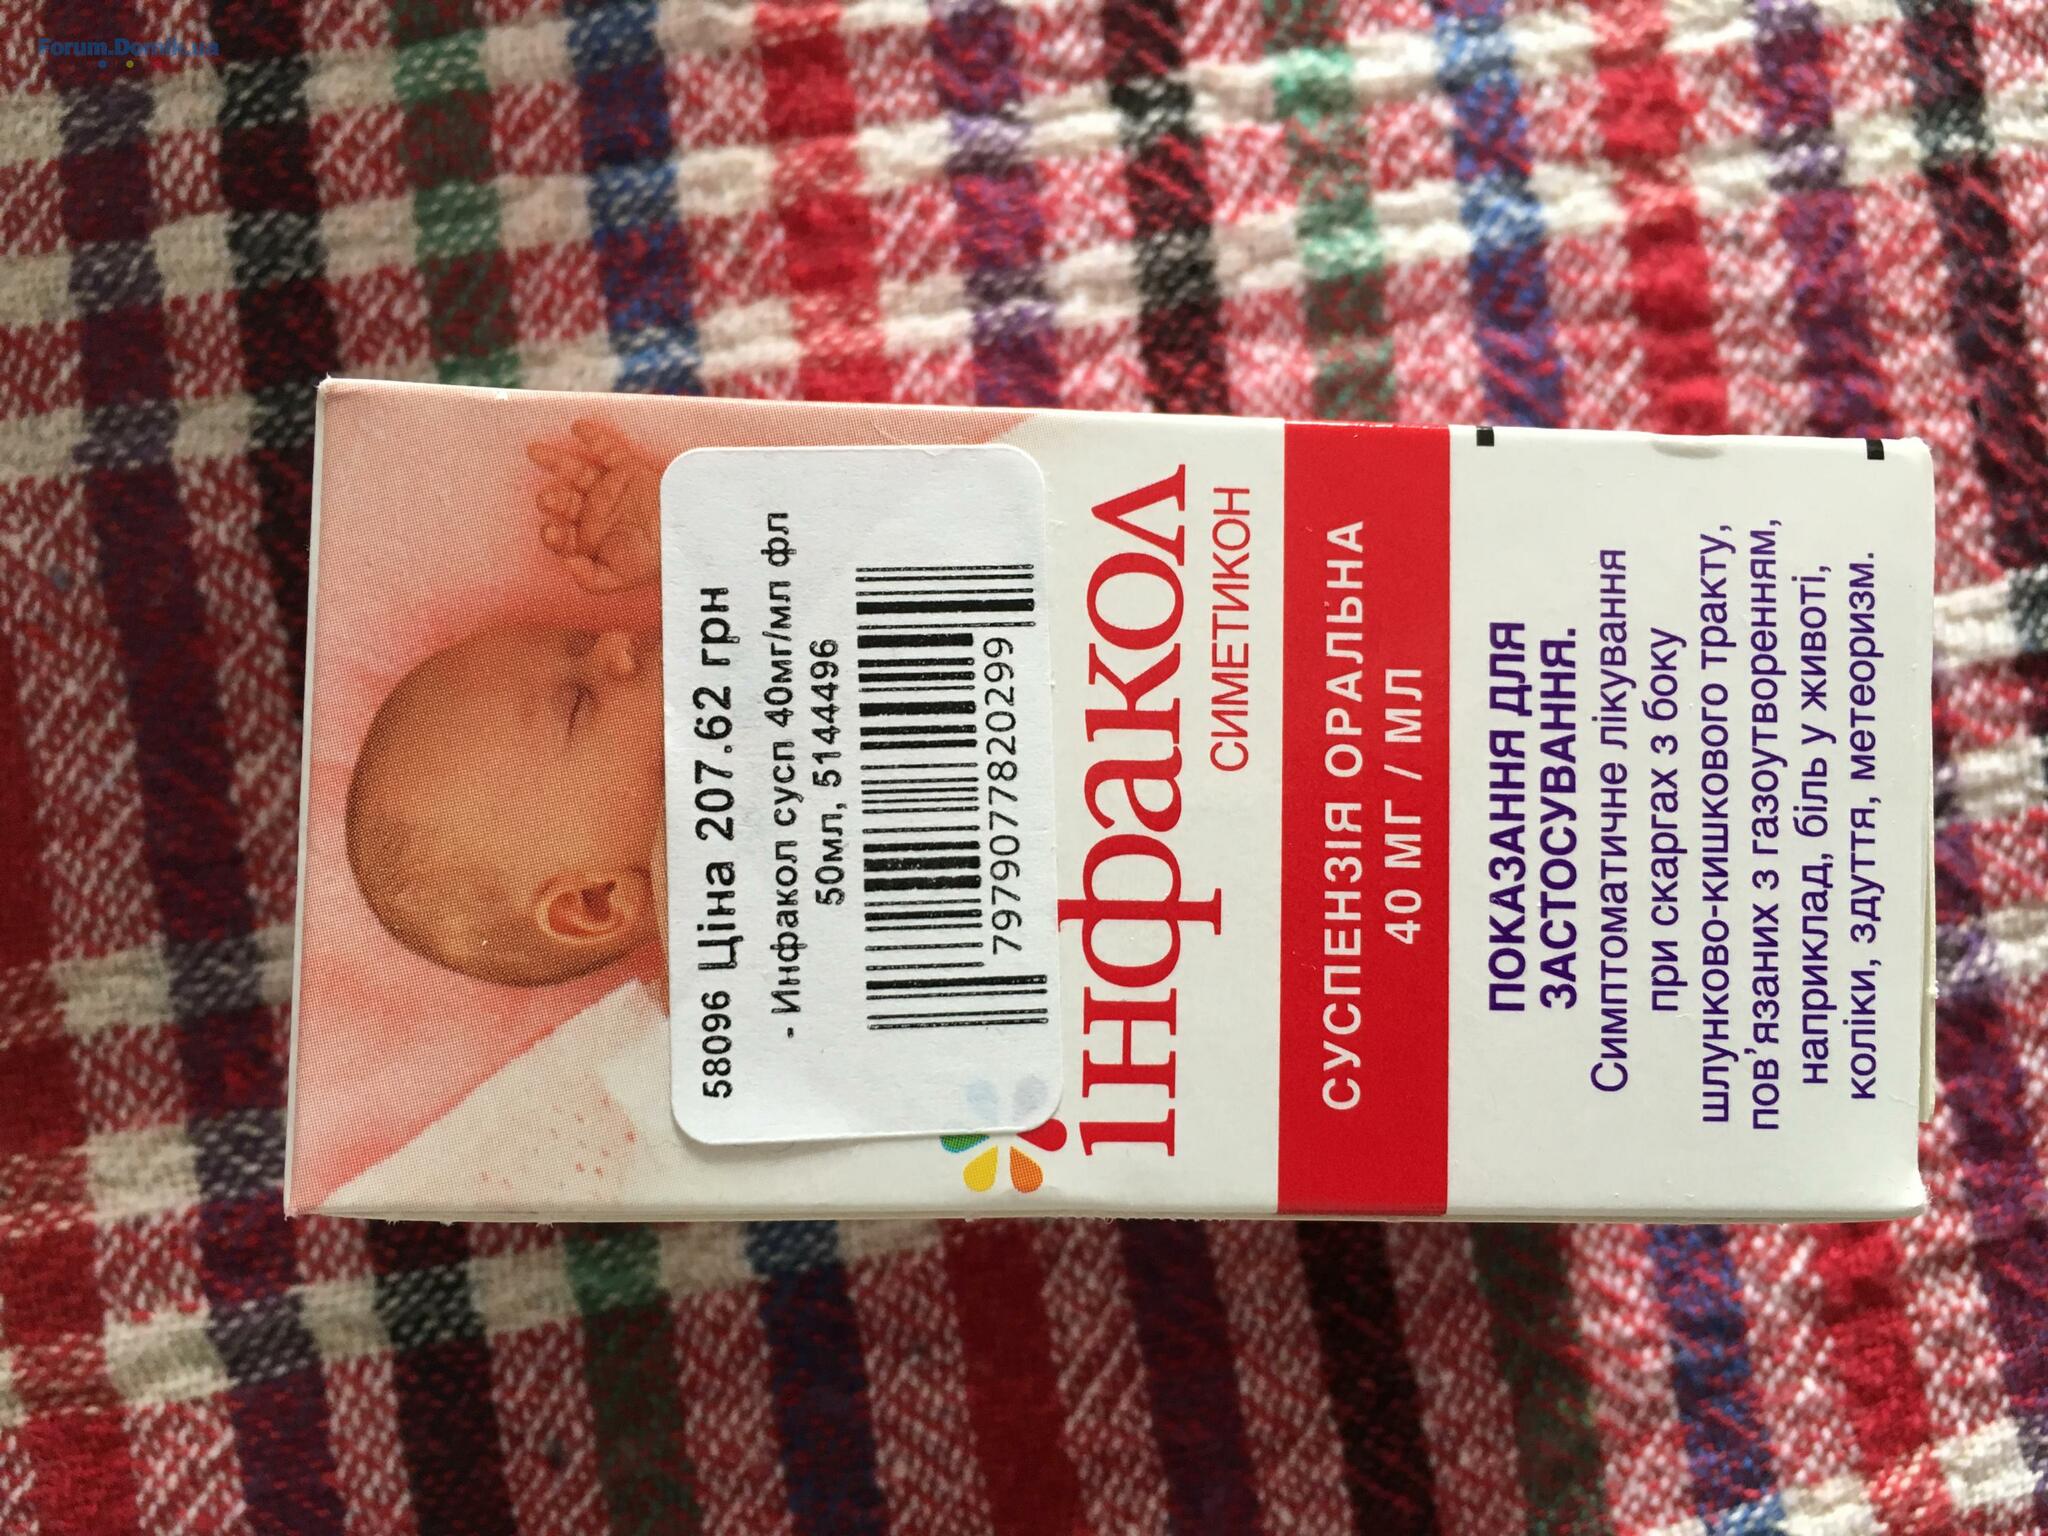 Forum.Domik.ua
58096 Ціна 207.62 грн
- Инфакол сусп 40мг/мл фл
50мл, 5144496
7979077820299
інфакол
СИМЕТИКОН
СУСПЕНЗІЯ ОРАЛЬНА
40 МГ / МЛ
ПОКАЗАННЯ ДЛЯ
ЗАСТОСУВАННЯ.
Симптоматичне лікування
при скаргах з боку
шлунково-кишкового тракту,
пов'язаних з газоутворенням,
наприклад, біль у животі,
коліки, здуття, метеоризм.